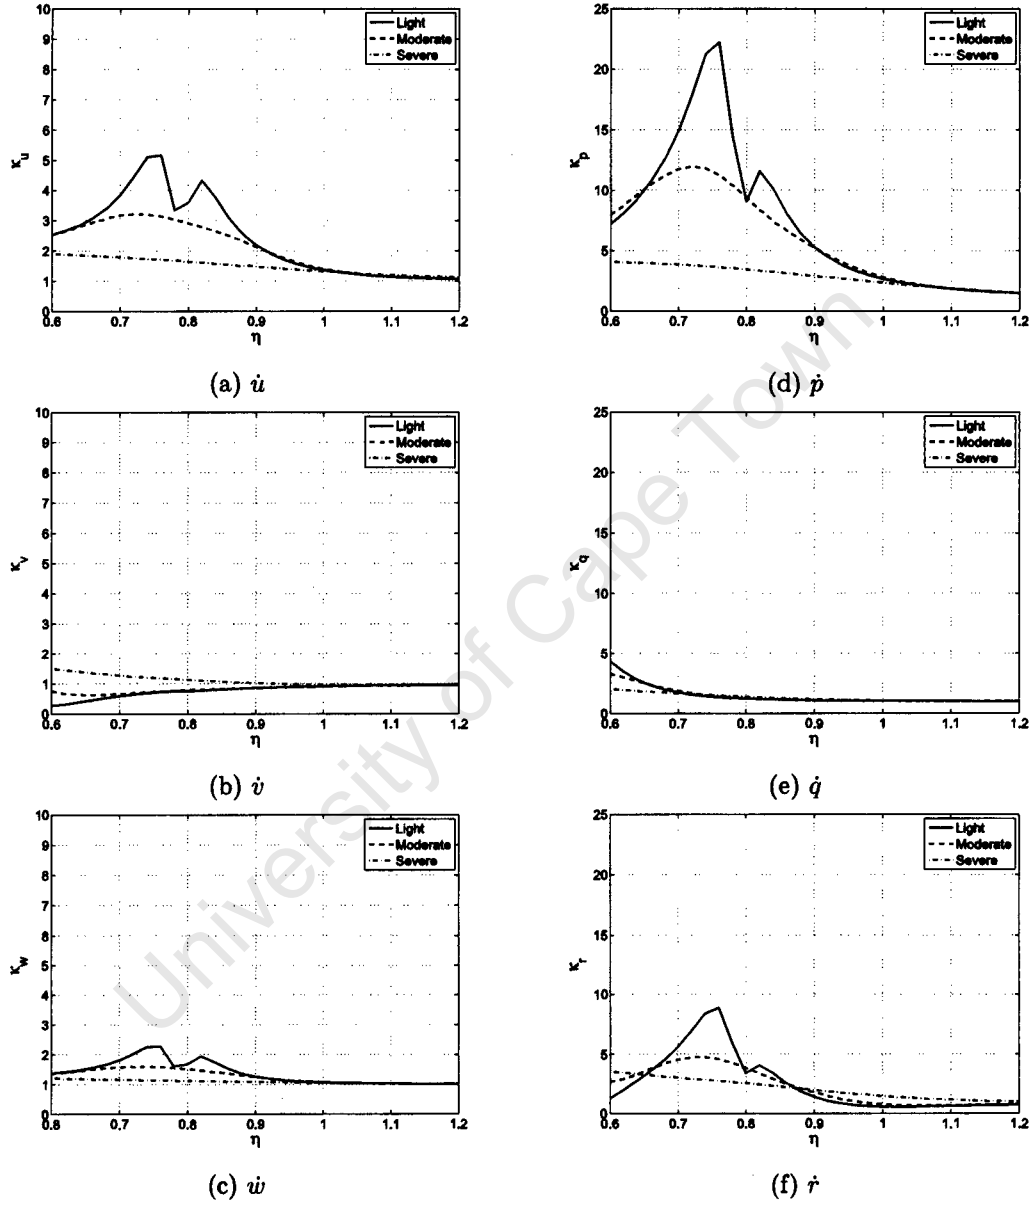 10
9
8
7
6
5
4
3
2
1
0
κu
Light
Moderate
Severe
0.6 0.7 0.8 0.9 1 1.1 1.2
η
(a) u̇
25
20
15
10
5
0
κp
Light
Moderate
Severe
0.6 0.7 0.8 0.9 1 1.1 1.2
η
(d) ṗ
10
9
8
7
6
5
4
3
2
1
0
κv
Light
Moderate
Severe
0.6 0.7 0.8 0.9 1 1.1 1.2
η
(b) v̇
25
20
15
10
5
0
κq
Light
Moderate
Severe
0.6 0.7 0.8 0.9 1 1.1 1.2
η
(e) q̇
10
9
8
7
6
5
4
3
2
1
0
κw
Light
Moderate
Severe
0.6 0.7 0.8 0.9 1 1.1 1.2
η
(c) ẇ
25
20
15
10
5
0
κr
Light
Moderate
Severe
0.6 0.7 0.8 0.9 1 1.1 1.2
η
(f) ṙ
University of Cape Town